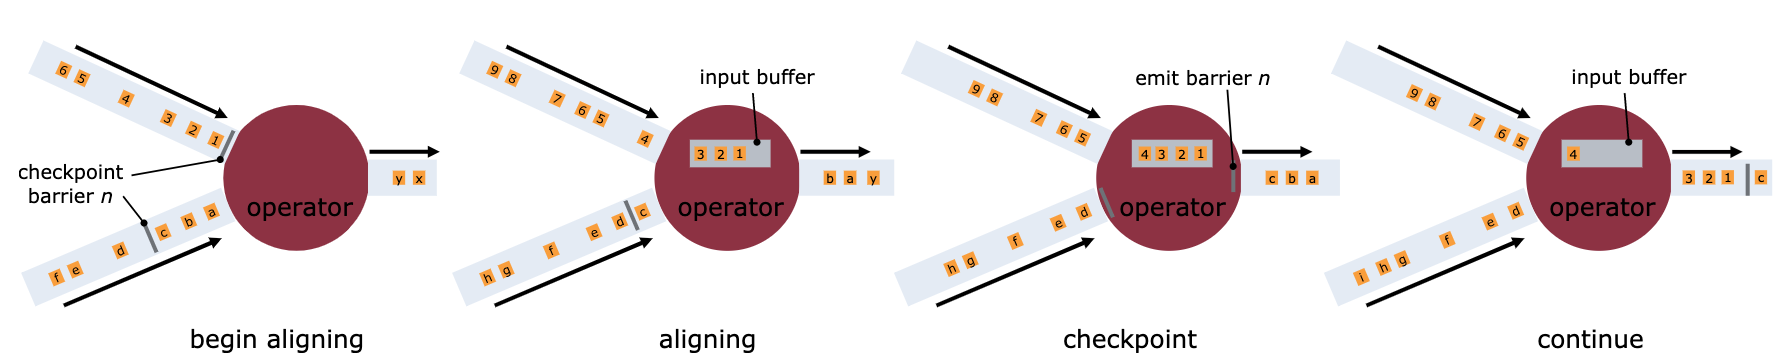 6 5 4 3 2 1
checkpoint
barrier n
f e d c b a
operator
y x
begin aligning
9 8 7 6 5 4
input buffer
3 2 1
h g f e d c
operator
b a y
aligning
9 8 7 6 5
emit barrier n
4 3 2 1
h g f e d
operator
c b a
checkpoint
9 8 7 6 5
input buffer
4
i h g f e d
operator
3 2 1 c
continue